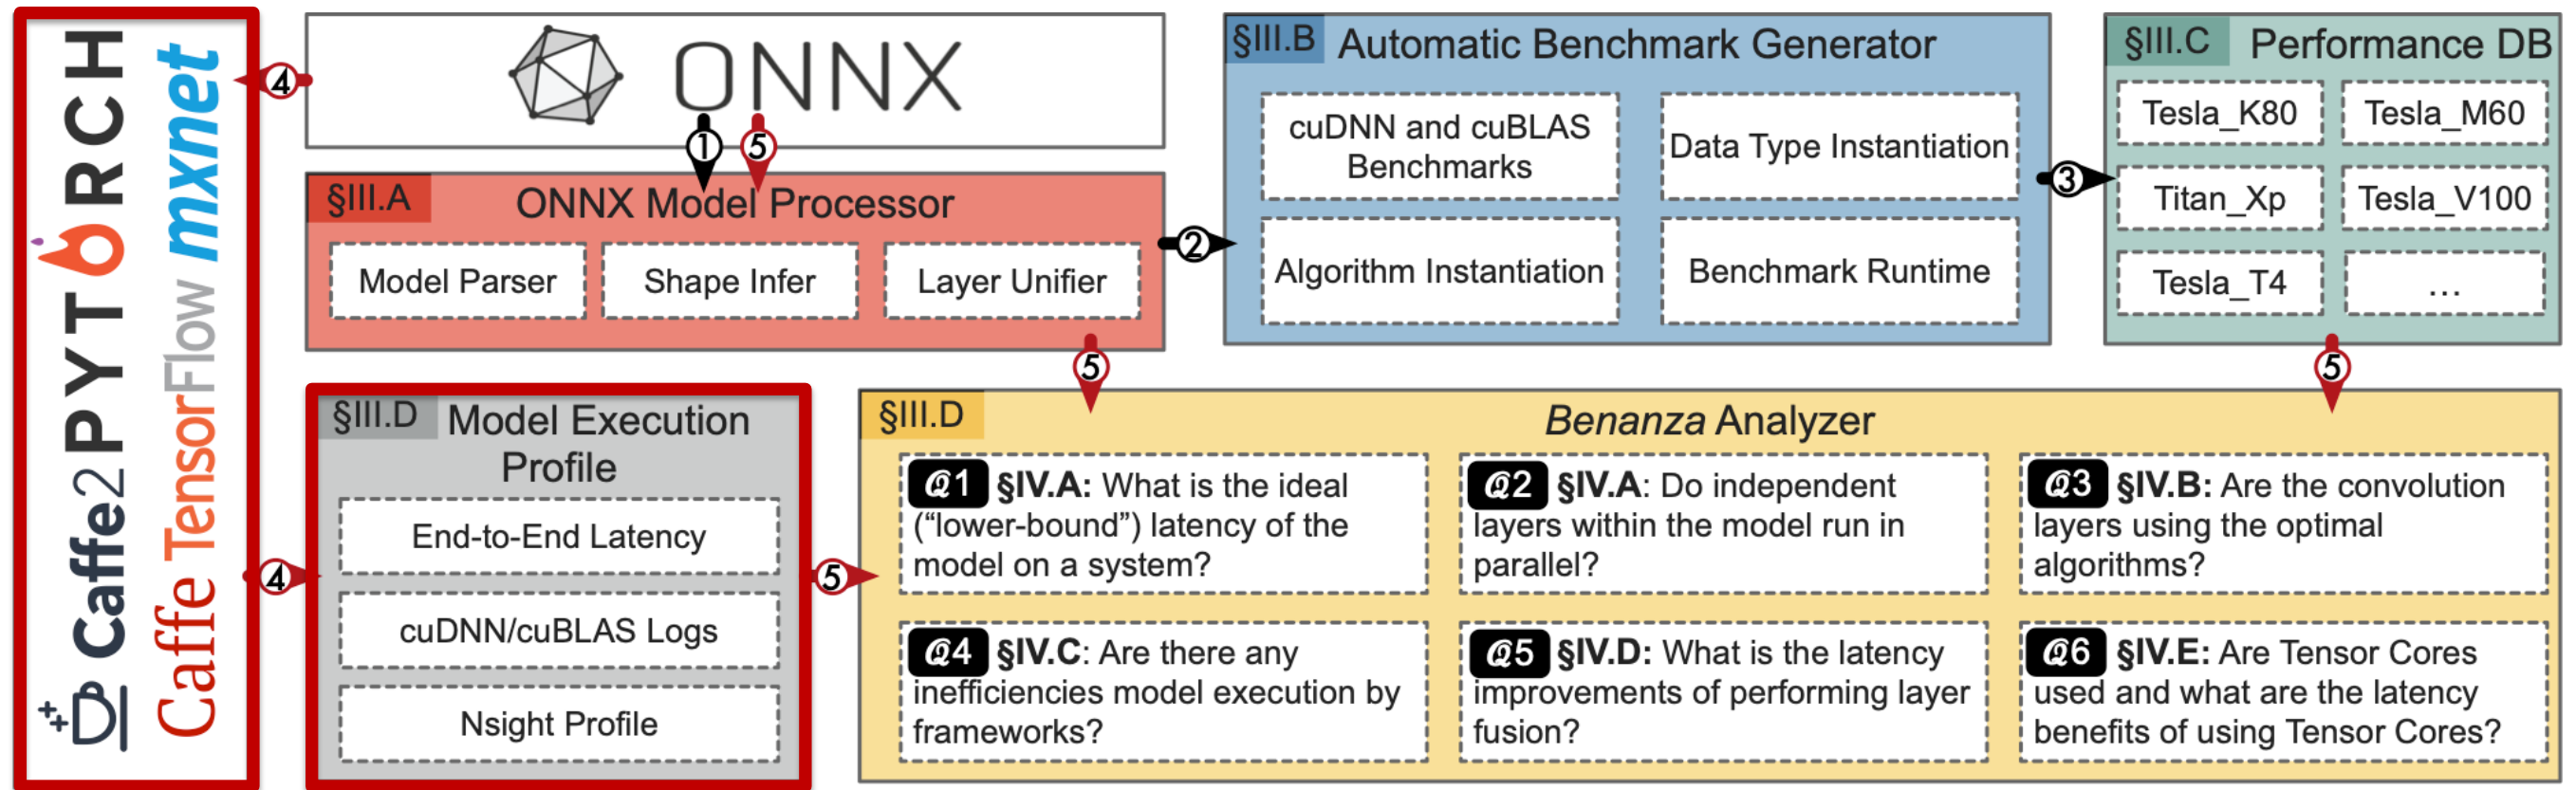 Caffe2
PYTORCH
Caffe
TensorFlow
mxnet
4
ONNX
1
5
§III.A
ONNX Model Processor
Model Parser
Shape Infer
Layer Unifier
2
§III.B
Automatic Benchmark Generator
cuDNN and cuBLAS
Benchmarks
Data Type Instantiation
Algorithm Instantiation
Benchmark Runtime
3
§III.C
Performance DB
Tesla_K80
Tesla_M60
Titan_Xp
Tesla_V100
Tesla_T4
...
4
§III.D
Model Execution
Profile
End-to-End Latency
cuDNN/cuBLAS Logs
Nsight Profile
5
5
5
§III.D
Benanza Analyzer
Q1 §IV.A: What is the ideal
(“lower-bound”) latency of the
model on a system?
Q2 §IV.A: Do independent
layers within the model run in
parallel?
Q3 §IV.B: Are the convolution
layers using the optimal
algorithms?
Q4 §IV.C: Are there any
inefficiencies model execution by
frameworks?
Q5 §IV.D: What is the latency
improvements of performing layer
fusion?
Q6 §IV.E: Are Tensor Cores
used and what are the latency
benefits of using Tensor Cores?